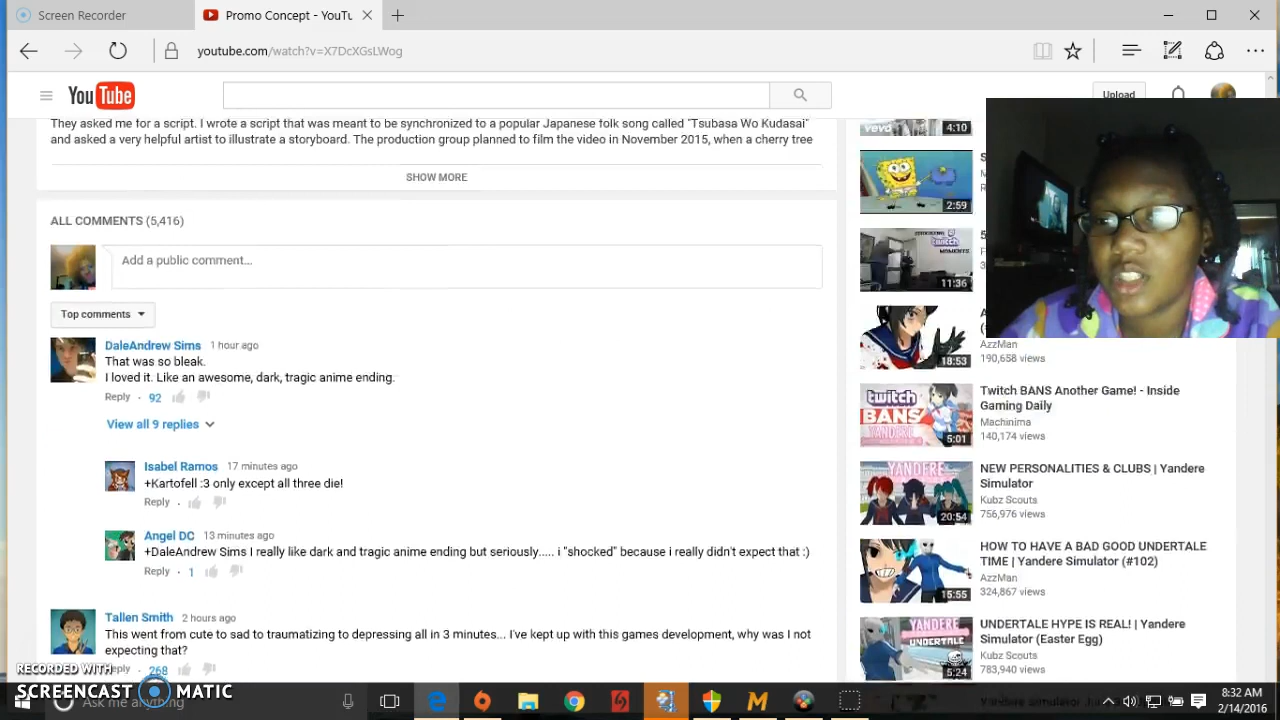 Screen Recorder
Promo Concept - YouTu
youtube.com/watch?v=X7DcXGsLWog
YouTube
Upload
They asked me for a script. I wrote a script that was meant to be synchronized to a popular Japanese folk song called "Tsubasa Wo Kudasai"
and asked a very helpful artist to illustrate a storyboard. The production group planned to film the video in November 2015, when a cherry tree
SHOW MORE
ALL COMMENTS (5,416)
Add a public comment...
Top comments
DaleAndrew Sims 1 hour ago
That was so bleak.
I loved it. Like an awesome, dark, tragic anime ending.
Reply · 92
View all 9 replies
Isabel Ramos 17 minutes ago
+Kartofell :3 only except all three die!
Reply ·
Angel DC 13 minutes ago
+DaleAndrew Sims I really like dark and tragic anime ending but seriously..... i "shocked" because i really didn't expect that :)
Reply · 1
Tallen Smith 2 hours ago
This went from cute to sad to traumatizing to depressing all in 3 minutes... I've kept up with this games development, why was I not
expecting that?
Reply · 268
vevo
4:10
2:59
twitch
11:36
18:53
AzzMan
190,658 views
twitch
BANS
YANDERE
5:01
Twitch BANS Another Game! - Inside
Gaming Daily
Machinima
140,174 views
YANDERE
20:54
NEW PERSONALITIES & CLUBS | Yandere
Simulator
Kubz Scouts
756,976 views
15:55
HOW TO HAVE A BAD GOOD UNDERTALE
TIME | Yandere Simulator (#102)
AzzMan
324,867 views
YANDERE
UNDERTALE
5:24
UNDERTALE HYPE IS REAL! | Yandere
Simulator (Easter Egg)
Kubz Scouts
783,940 views
RECORDED WITH
SCREENCAST MATIC
Ask me anything
8:32 AM
2/14/2016